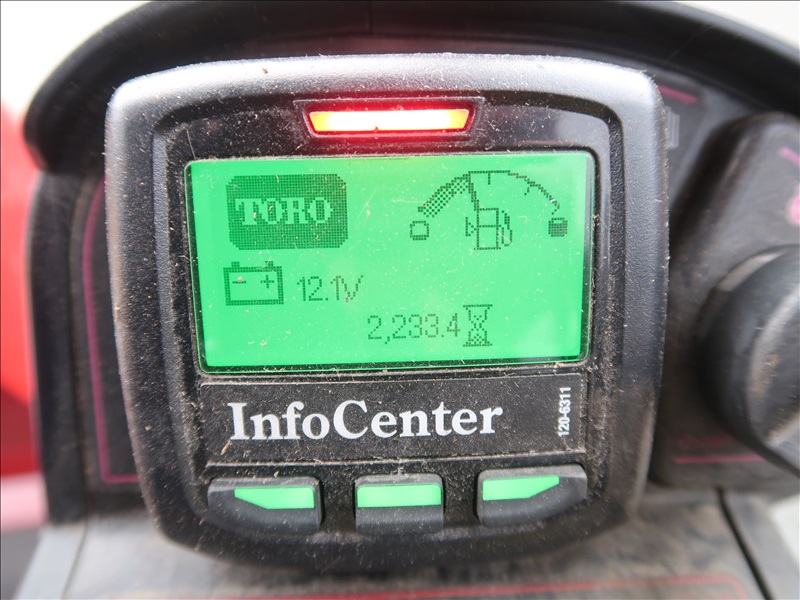 TORO
- +
12.1V
2,233.4
InfoCenter
120-6311